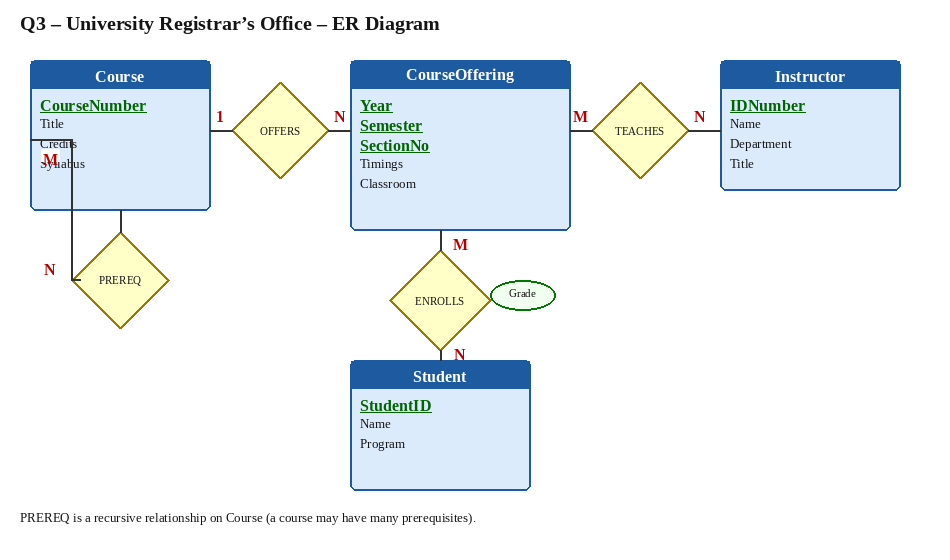 Q3 – University Registrar’s Office – ER Diagram
Course
CourseNumber
Title
Credits
Syllabus
M
N
PREREQ
1
OFFERS
N
CourseOffering
Year
Semester
SectionNo
Timings
Classroom
M
TEACHES
N
Instructor
IDNumber
Name
Department
Title
M
ENROLLS
Grade
N
Student
StudentID
Name
Program
PREREQ is a recursive relationship on Course (a course may have many prerequisites).